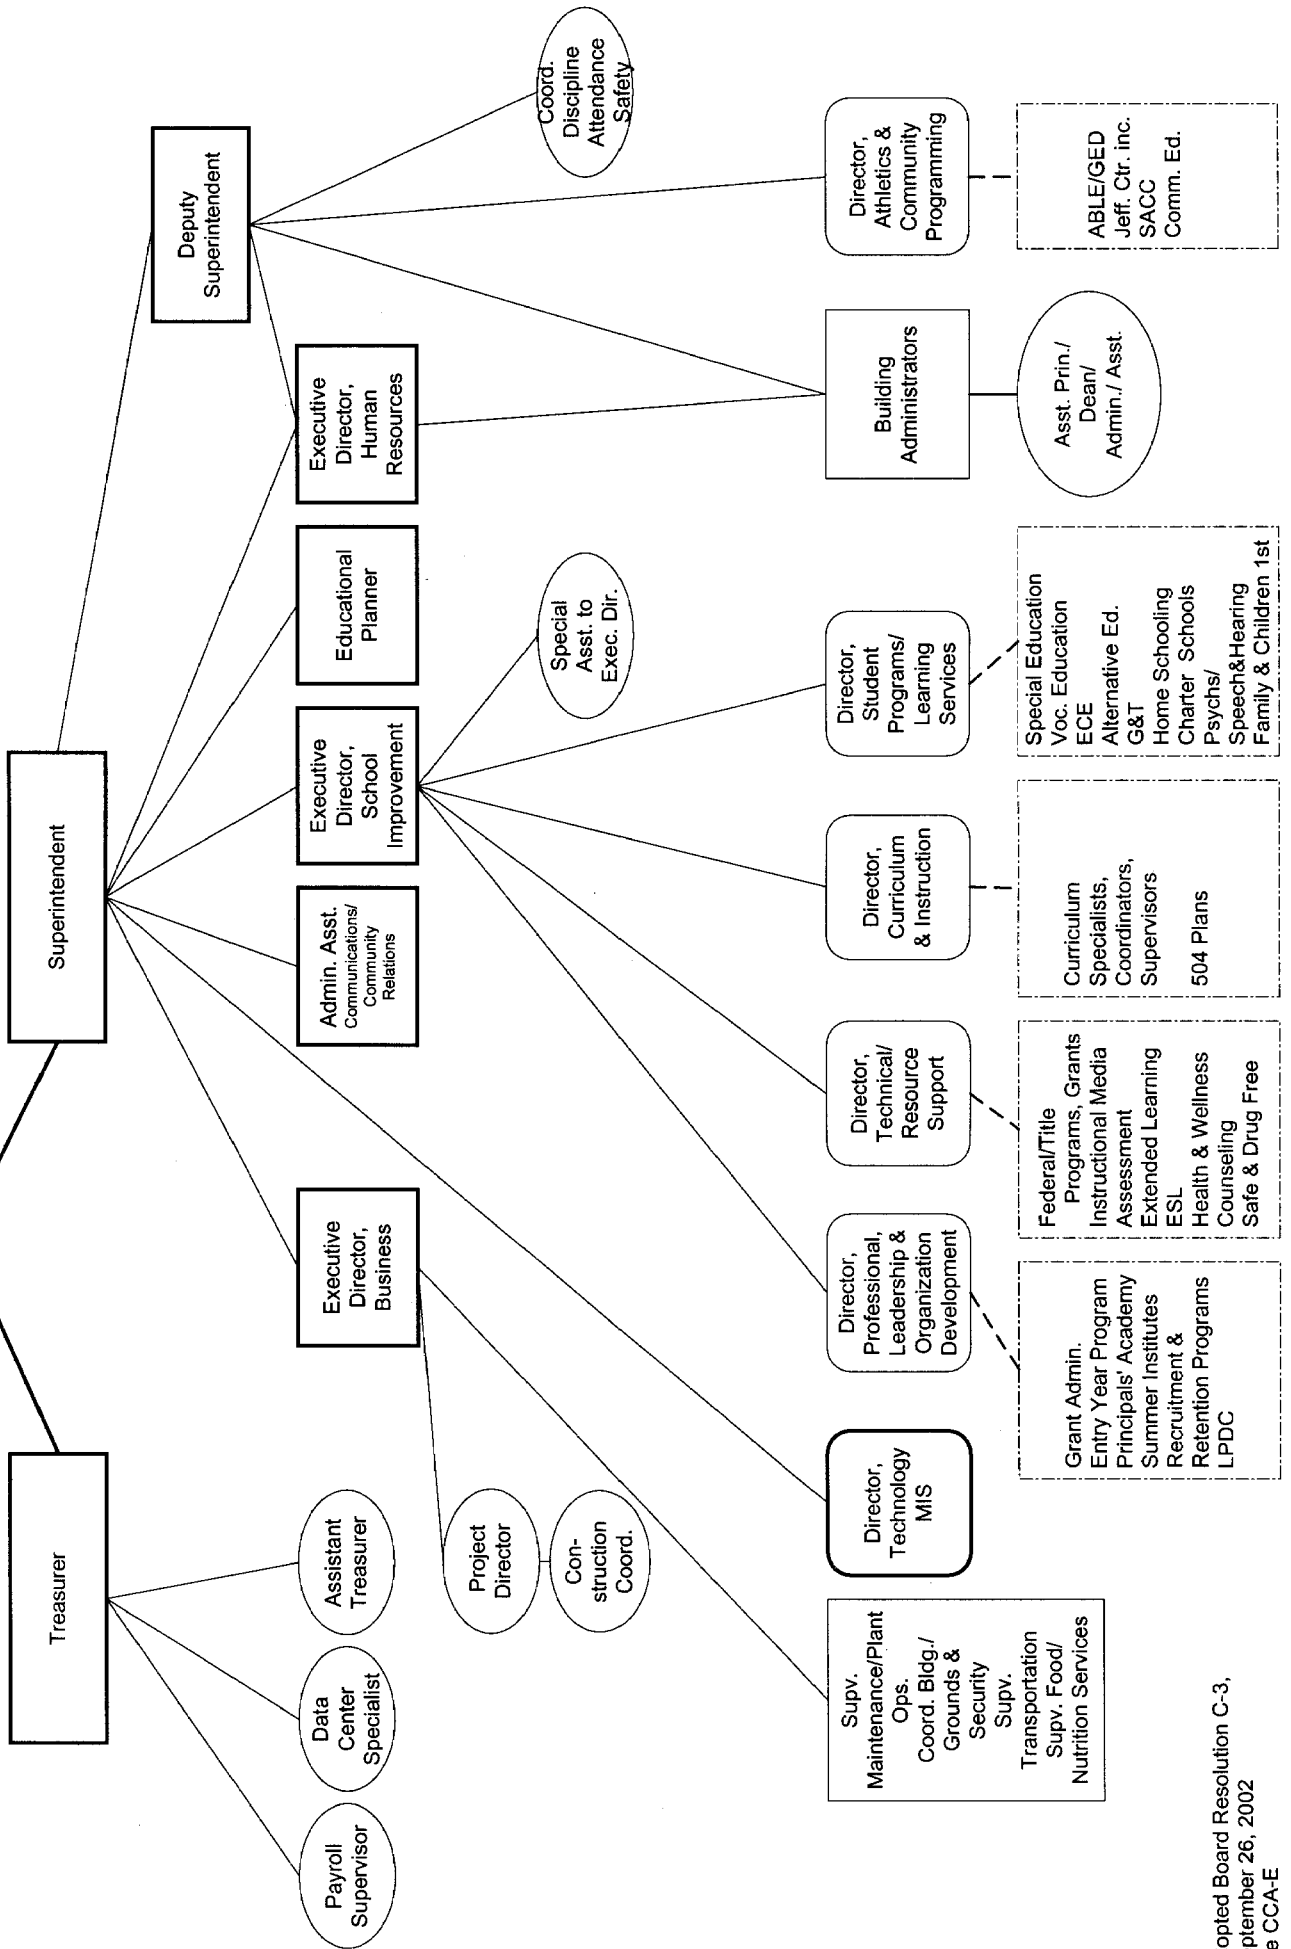 Treasurer
Superintendent
Deputy
Superintendent
Payroll
Supervisor
Data
Center
Specialist
Assistant
Treasurer
Executive
Director,
Business
Admin. Asst.
Communications/
Community
Relations
Executive
Director,
School
Improvement
Educational
Planner
Executive
Director,
Human
Resources
Project
Director
Con-
struction
Coord.
Special
Asst. to
Exec. Dir.
Coord.
Discipline
Attendance
Safety
Supv.
Maintenance/Plant
Ops.
Coord. Bldg./
Grounds &
Security
Supv.
Transportation
Supv. Food/
Nutrition Services
Director,
Technology
MIS
Director,
Professional,
Leadership &
Organization
Development
Director,
Technical/
Resource
Support
Director,
Curriculum
& Instruction
Director,
Student
Programs/
Learning
Services
Building
Administrators
Director,
Athletics &
Community
Programming
Grant Admin.
Entry Year Program
Principals' Academy
Summer Institutes
Recruitment &
Retention Programs
LPDC
Federal/Title
Programs, Grants
Instructional Media
Assessment
Extended Learning
ESL
Health & Wellness
Counseling
Safe & Drug Free
Curriculum
Specialists,
Coordinators,
Supervisors
504 Plans
Special Education
Voc. Education
ECE
Alternative Ed.
G&T
Home Schooling
Charter Schools
Psychs/
Speech&Hearing
Family & Children 1st
Asst. Prin./
Dean/
Admin./ Asst.
ABLE/GED
Jeff. Ctr. inc.
SACC
Comm. Ed.
opted Board Resolution C-3,
ptember 26, 2002
e CCA-E